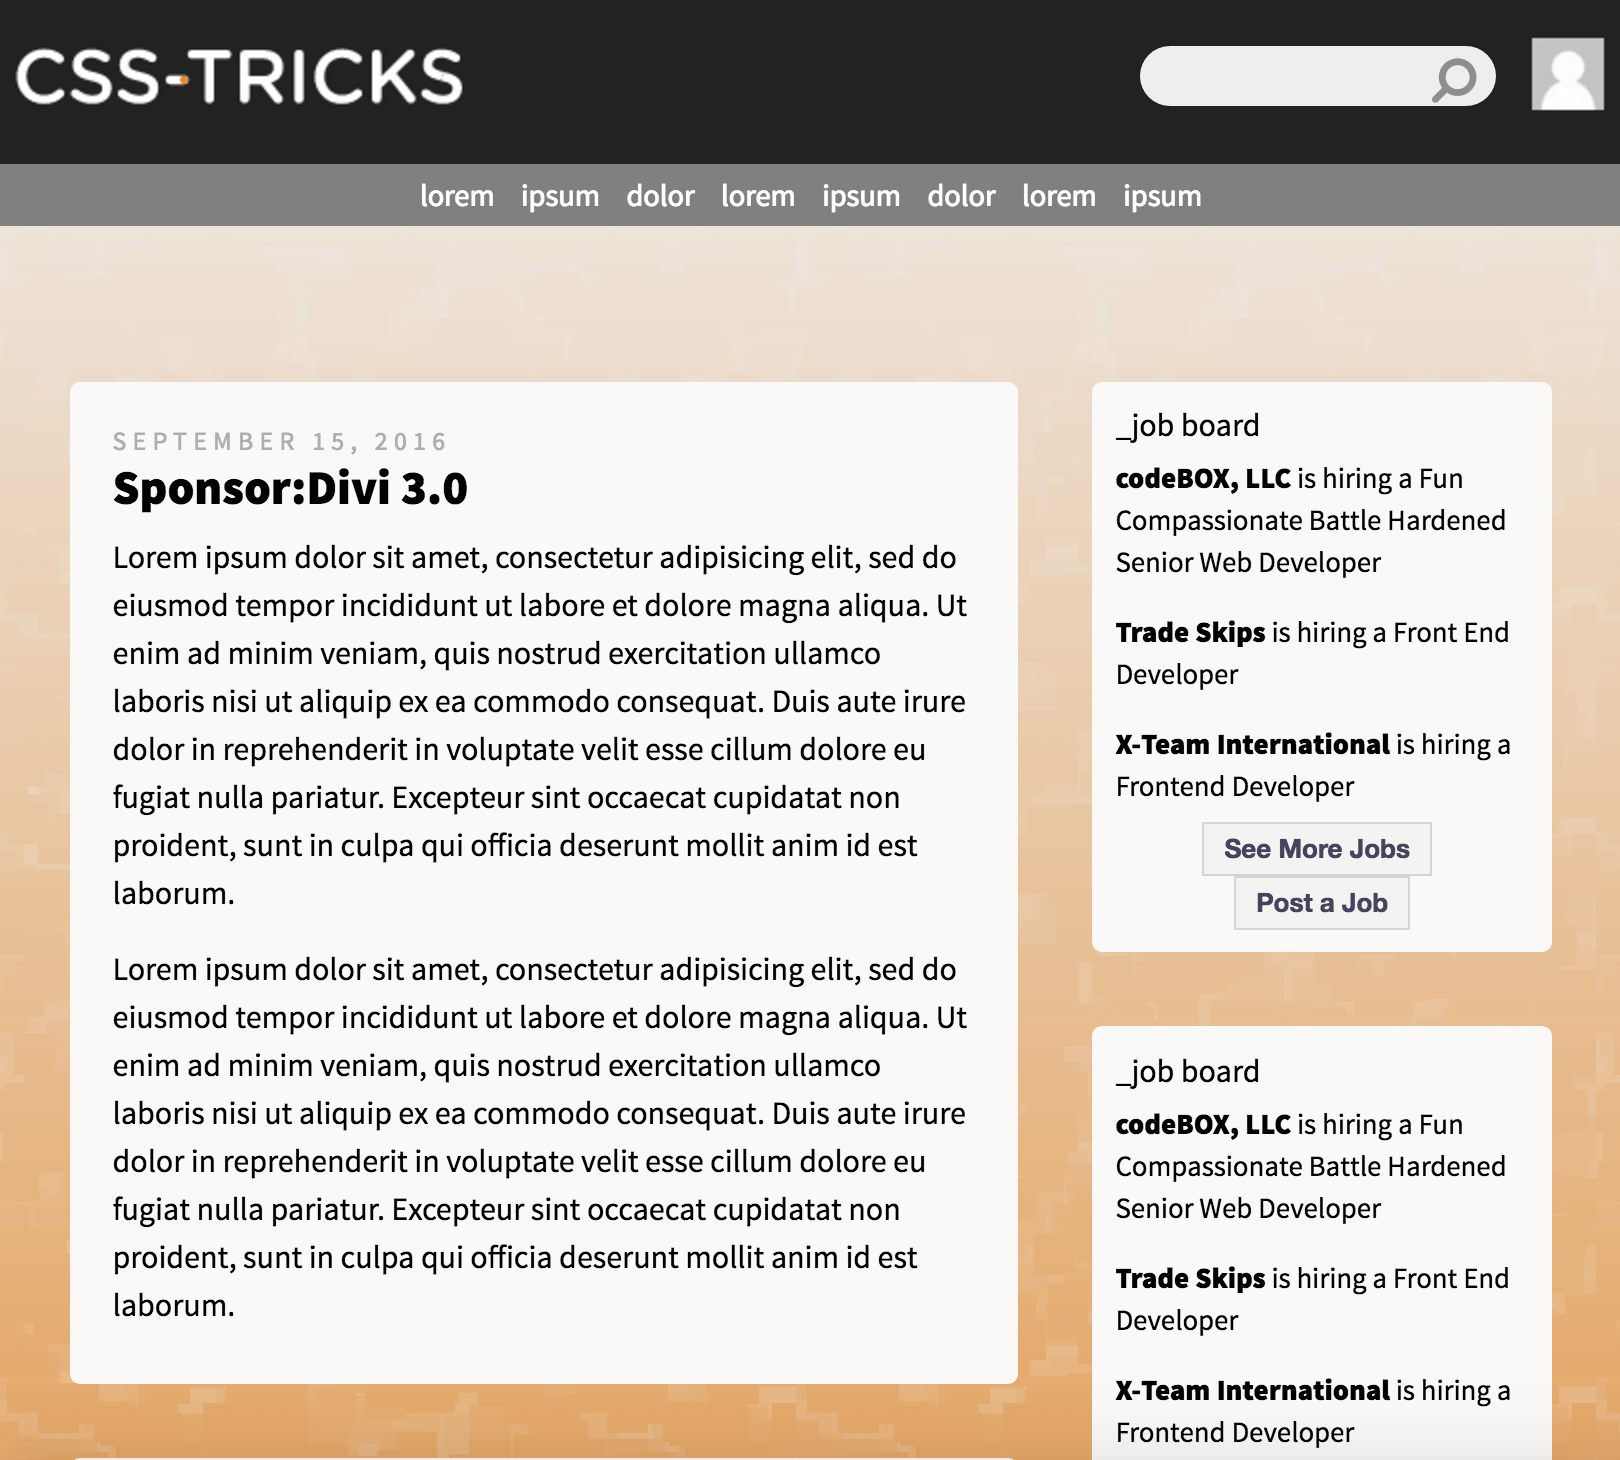 CSS-TRICKS
lorem ipsum dolor lorem ipsum dolor lorem ipsum
SEPTEMBER 15, 2016
Sponsor:Divi 3.0
Lorem ipsum dolor sit amet, consectetur adipisicing elit, sed do
eiusmod tempor incididunt ut labore et dolore magna aliqua. Ut
enim ad minim veniam, quis nostrud exercitation ullamco
laboris nisi ut aliquip ex ea commodo consequat. Duis aute irure
dolor in reprehenderit in voluptate velit esse cillum dolore eu
fugiat nulla pariatur. Excepteur sint occaecat cupidatat non
proident, sunt in culpa qui officia deserunt mollit anim id est
laborum.
Lorem ipsum dolor sit amet, consectetur adipisicing elit, sed do
eiusmod tempor incididunt ut labore et dolore magna aliqua. Ut
enim ad minim veniam, quis nostrud exercitation ullamco
laboris nisi ut aliquip ex ea commodo consequat. Duis aute irure
dolor in reprehenderit in voluptate velit esse cillum dolore eu
fugiat nulla pariatur. Excepteur sint occaecat cupidatat non
proident, sunt in culpa qui officia deserunt mollit anim id est
laborum.
_job board
codeBOX, LLC is hiring a Fun
Compassionate Battle Hardened
Senior Web Developer
Trade Skips is hiring a Front End
Developer
X-Team International is hiring a
Frontend Developer
See More Jobs
Post a Job
_job board
codeBOX, LLC is hiring a Fun
Compassionate Battle Hardened
Senior Web Developer
Trade Skips is hiring a Front End
Developer
X-Team International is hiring a
Frontend Developer